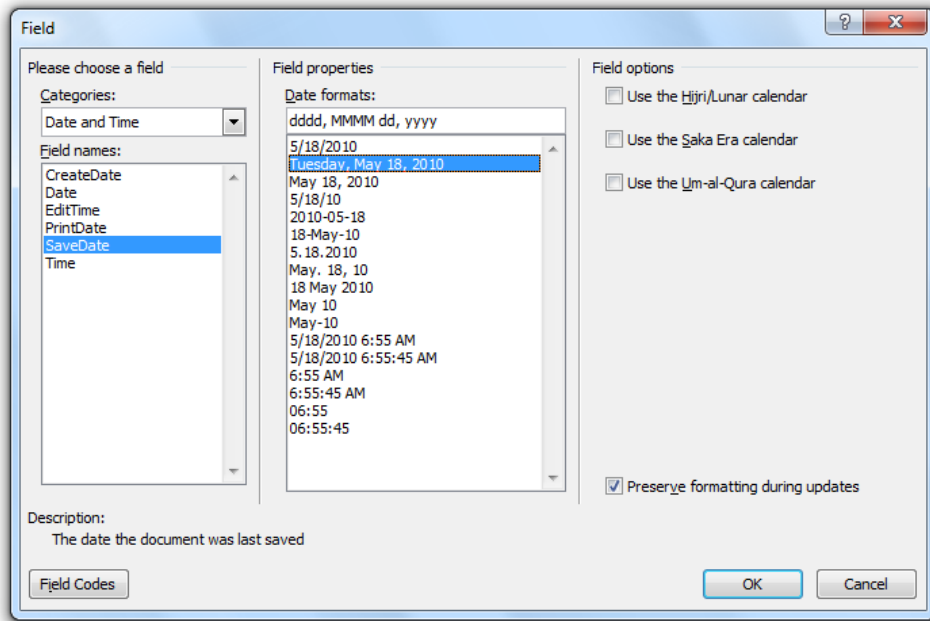 Field
Please choose a field
Categories:
Date and Time
Field names:
CreateDate
Date
EditTime
PrintDate
SaveDate
Time
Field properties
Date formats:
dddd, MMMM dd, yyyy
5/18/2010
Tuesday, May 18, 2010
May 18, 2010
5/18/10
2010-05-18
18-May-10
5.18.2010
May. 18, 10
18 May 2010
May 10
May-10
5/18/2010 6:55 AM
5/18/2010 6:55:45 AM
6:55 AM
6:55:45 AM
06:55
06:55:45
Field options
Use the Hijri/Lunar calendar
Use the Saka Era calendar
Use the Um-al-Qura calendar
Preserve formatting during updates
Description:
The date the document was last saved
Field Codes
OK
Cancel